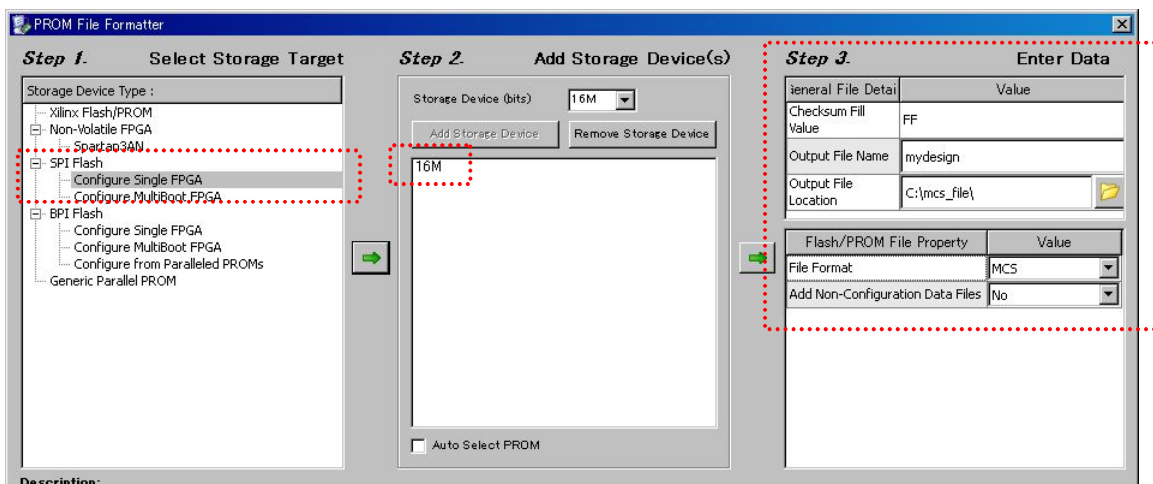 PROM File Formatter
Step 1. Select Storage Target
Storage Device Type :
Xilinx Flash/PROM
Non-Volatile FPGA
Spartan3AN
SPI Flash
Configure Single FPGA
Configure MultiBoot FPGA
BPI Flash
Configure Single FPGA
Configure MultiBoot FPGA
Configure from Paralleled PROMs
Generic Parallel PROM
Step 2. Add Storage Device(s)
Storage Device (bits) 16M
Add Storage Device Remove Storage Device
16M
Auto Select PROM
Step 3. Enter Data
General File Detai Value
Checksum Fill
Value FF
Output File Name mydesign
Output File
Location C:\mcs_file\
Flash/PROM File Property Value
File Format MCS
Add Non-Configuration Data Files No
Description: